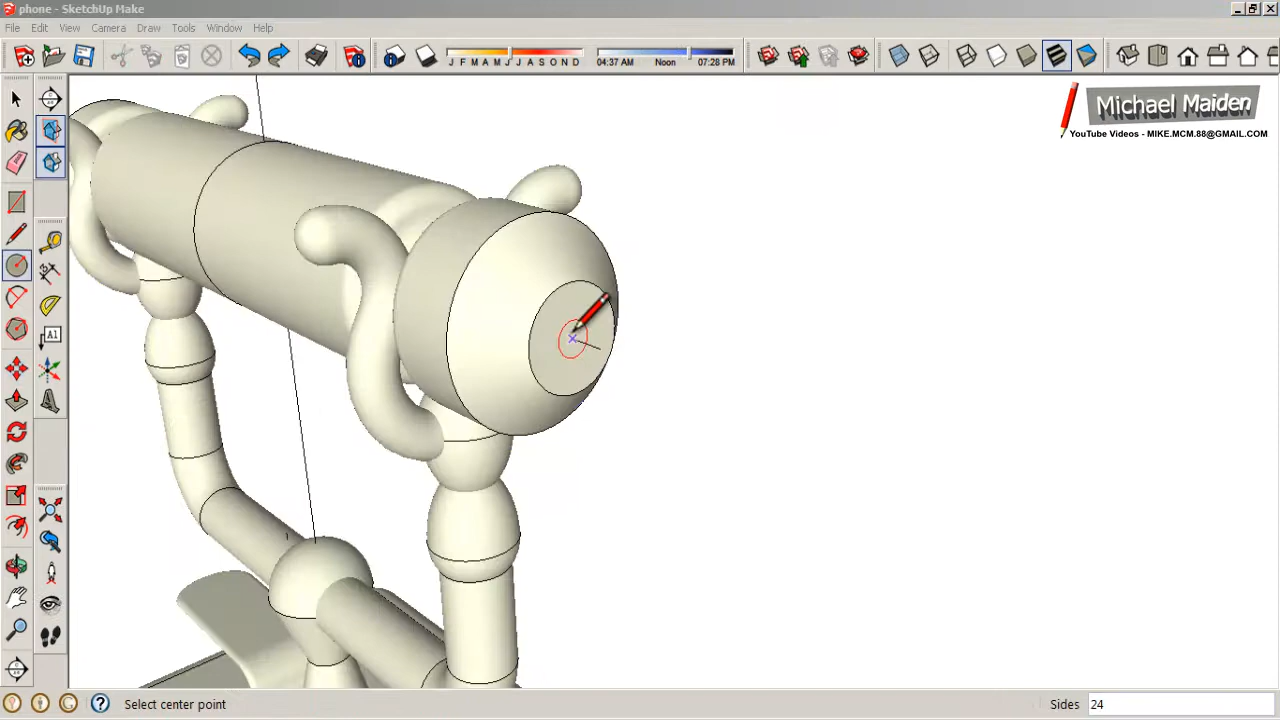 phone - SketchUp Make
File Edit View Camera Draw Tools Window Help
J F M A M J J A S O N D
04:37 AM Noon 07:28 PM
Michael Maiden
YouTube Videos - MIKE.MCM.88@GMAIL.COM
A1
Select center point
Sides 24